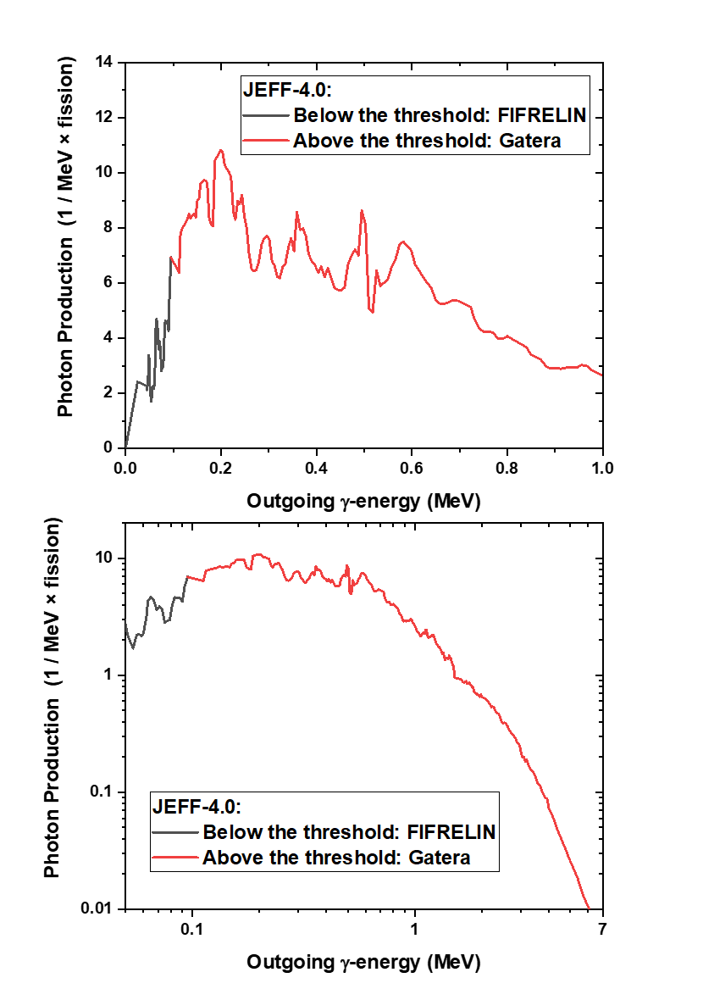 14
12
10
8
6
4
2
0
Photon Production (1 / MeV × fission)
JEFF-4.0:
Below the threshold: FIFRELIN
Above the threshold: Gatera
0.0 0.2 0.4 0.6 0.8 1.0
Outgoing γ-energy (MeV)
10
1
0.1
0.01
Photon Production (1 / MeV × fission)
JEFF-4.0:
Below the threshold: FIFRELIN
Above the threshold: Gatera
0.1 1 7
Outgoing γ-energy (MeV)